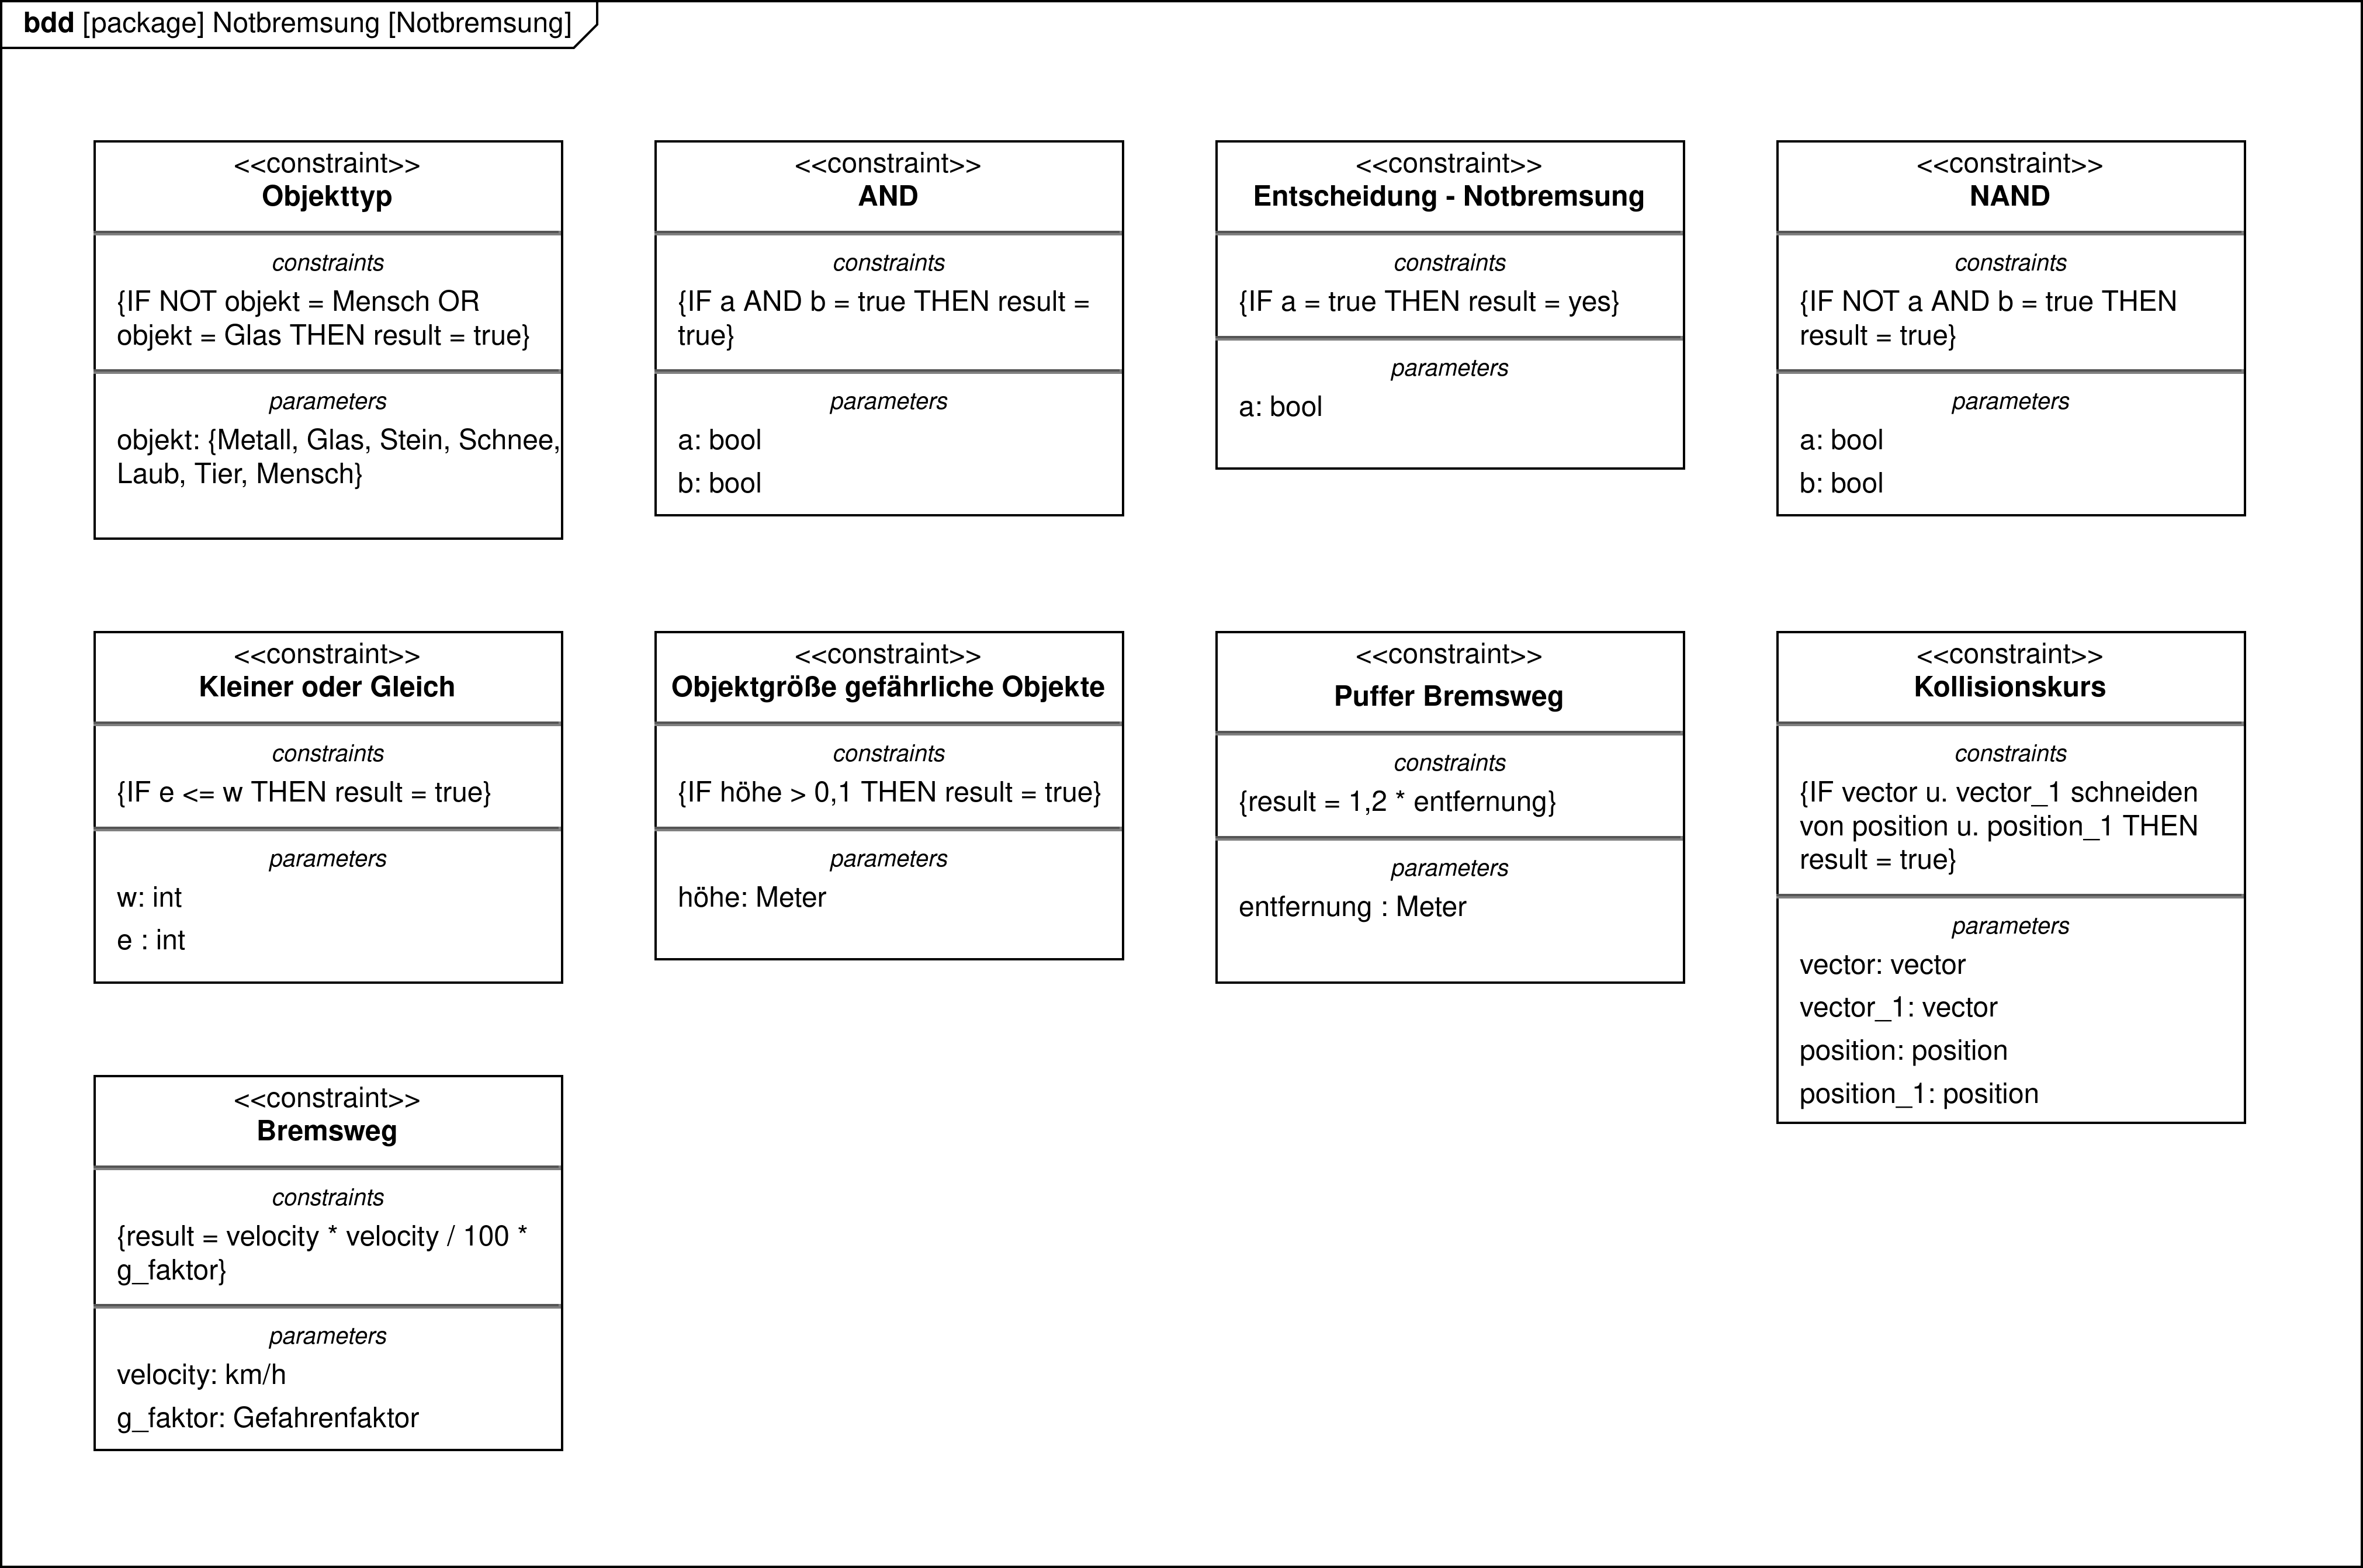 bdd [package] Notbremsung [Notbremsung]
<<constraint>>
Objekttyp
constraints
{IF NOT objekt = Mensch OR
objekt = Glas THEN result = true}
parameters
objekt: {Metall, Glas, Stein, Schnee,
Laub, Tier, Mensch}
<<constraint>>
AND
constraints
{IF a AND b = true THEN result =
true}
parameters
a: bool
b: bool
<<constraint>>
Entscheidung - Notbremsung
constraints
{IF a = true THEN result = yes}
parameters
a: bool
<<constraint>>
NAND
constraints
{IF NOT a AND b = true THEN
result = true}
parameters
a: bool
b: bool
<<constraint>>
Kleiner oder Gleich
constraints
{IF e <= w THEN result = true}
parameters
w: int
e : int
<<constraint>>
Objektgröße gefährliche Objekte
constraints
{IF höhe > 0,1 THEN result = true}
parameters
höhe: Meter
<<constraint>>
Puffer Bremsweg
constraints
{result = 1,2 * entfernung}
parameters
entfernung : Meter
<<constraint>>
Kollisionskurs
constraints
{IF vector u. vector_1 schneiden
von position u. position_1 THEN
result = true}
parameters
vector: vector
vector_1: vector
position: position
position_1: position
<<constraint>>
Bremsweg
constraints
{result = velocity * velocity / 100 *
g_faktor}
parameters
velocity: km/h
g_faktor: Gefahrenfaktor